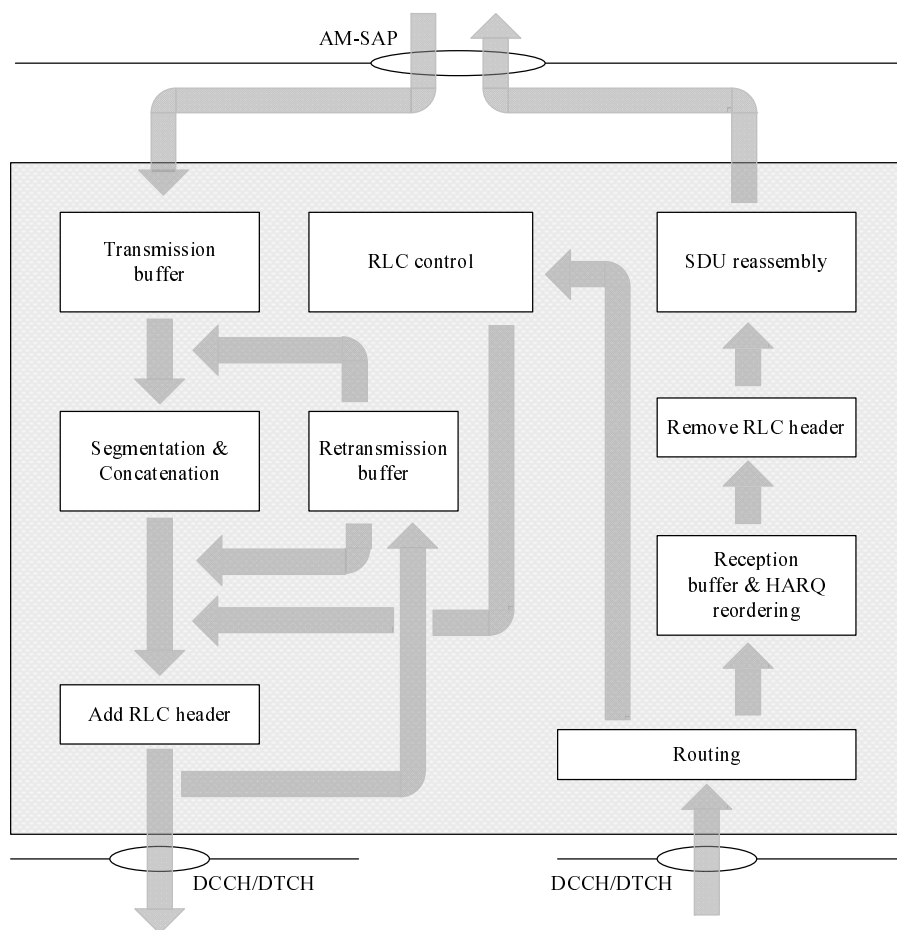 AM-SAP
Transmission
buffer
RLC control
SDU reassembly
Segmentation &
Concatenation
Retransmission
buffer
Remove RLC header
Reception
buffer & HARQ
reordering
Add RLC header
Routing
DCCH/DTCH
DCCH/DTCH